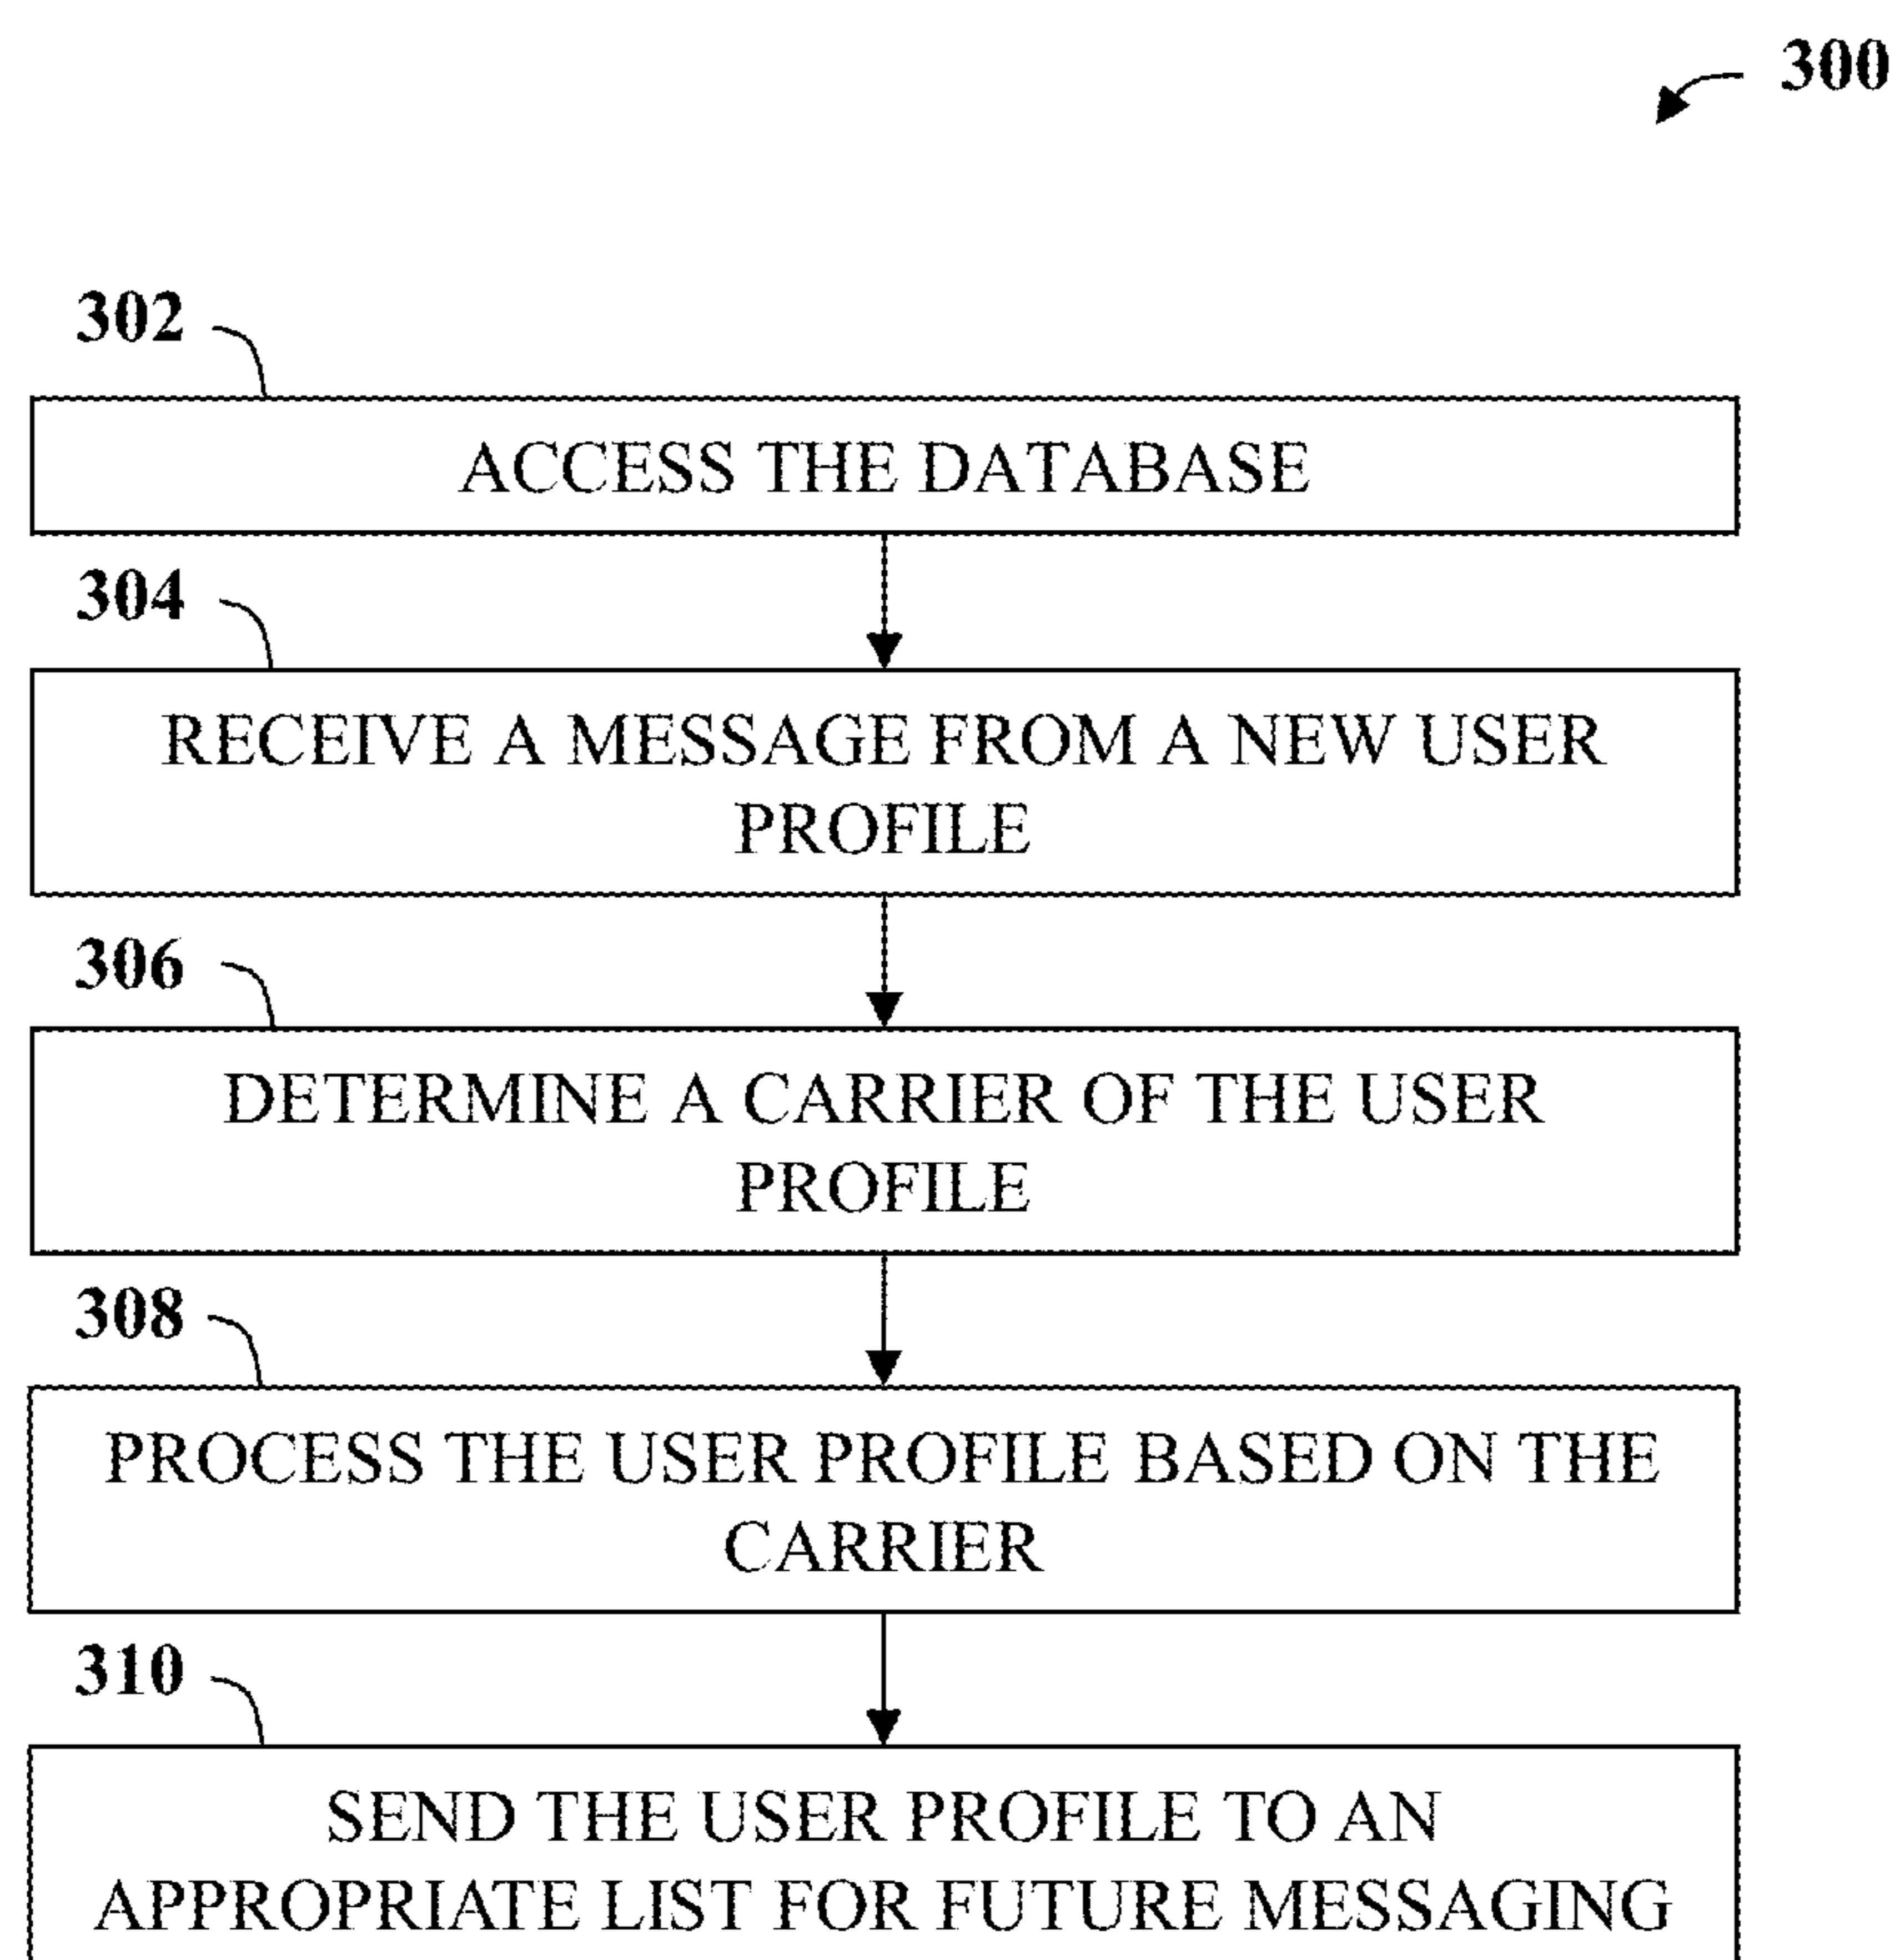 300
302
ACCESS THE DATABASE
304
RECEIVE A MESSAGE FROM A NEW USER
PROFILE
306
DETERMINE A CARRIER OF THE USER
PROFILE
308
PROCESS THE USER PROFILE BASED ON THE
CARRIER
310
SEND THE USER PROFILE TO AN
APPROPRIATE LIST FOR FUTURE MESSAGING